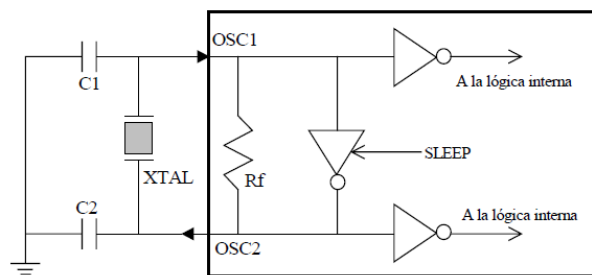 OSC1
C1
A la lógica interna
XTAL
Rf
SLEEP
C2
A la lógica interna
OSC2